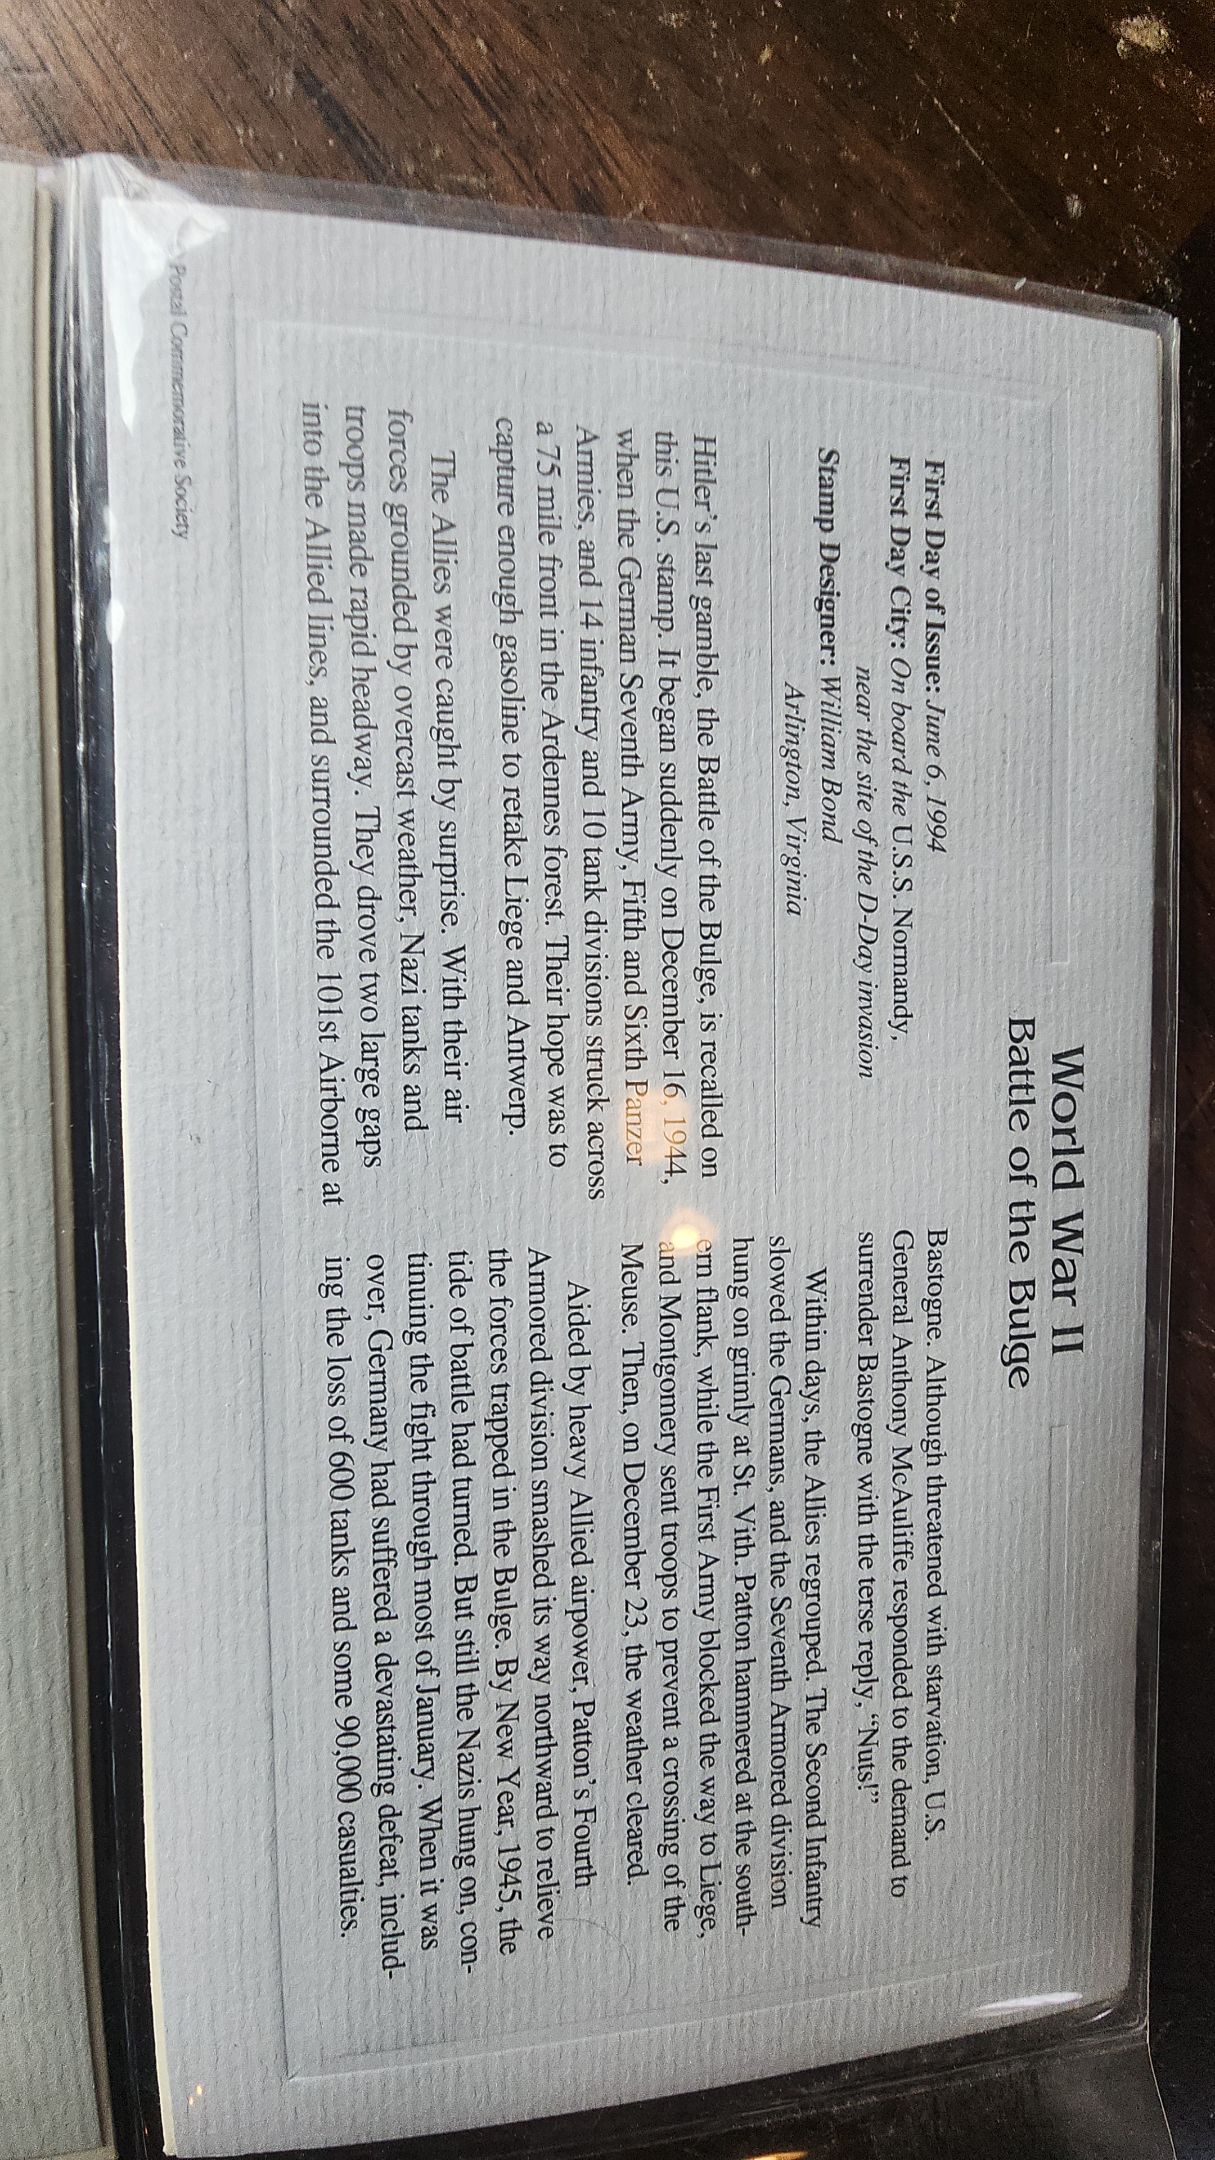 World War II
Battle of the Bulge
First Day of Issue: June 6, 1994
First Day City: On board the U.S.S. Normandy,
near the site of the D-Day invasion
Stamp Designer: William Bond
Arlington, Virginia
Hitler's last gamble, the Battle of the Bulge, is recalled on
this U.S. stamp. It began suddenly on December 16, 1944,
when the German Seventh Army, Fifth and Sixth Panzer
Armies, and 14 infantry and 10 tank divisions struck across
a 75 mile front in the Ardennes forest. Their hope was to
capture enough gasoline to retake Liege and Antwerp.
The Allies were caught by surprise. With their air
forces grounded by overcast weather, Nazi tanks and
troops made rapid headway. They drove two large gaps
into the Allied lines, and surrounded the 101st Airborne at
Bastogne. Although threatened with starvation, U.S.
General Anthony McAuliffe responded to the demand to
surrender Bastogne with the terse reply, “Nuts!”
Within days, the Allies regrouped. The Second Infantry
slowed the Germans, and the Seventh Armored division
hung on grimly at St. Vith. Patton hammered at the south-
ern flank, while the First Army blocked the way to Liege,
and Montgomery sent troops to prevent a crossing of the
Meuse. Then, on December 23, the weather cleared.
Aided by heavy Allied airpower, Patton's Fourth
Armored division smashed its way northward to relieve
the forces trapped in the Bulge. By New Year, 1945, the
tide of battle had turned. But still the Nazis hung on, con-
tinuing the fight through most of January. When it was
over, Germany had suffered a devastating defeat, includ-
ing the loss of 600 tanks and some 90,000 casualties.
Postal Commemorative Society